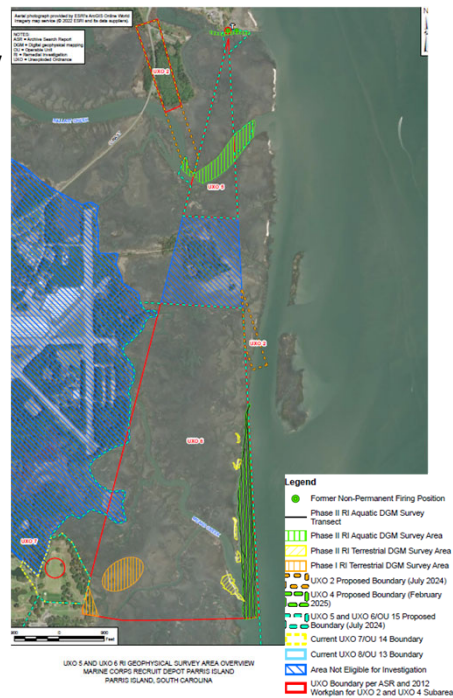 Aerial photograph provided by ESRI's ArcGIS Online World
Imagery map service (© 2022 ESRI and its data suppliers)
NOTES:
ASR = Archive Search Report
DGM = Digital geophysical mapping
OU = Operable Unit
RI = Remedial Investigation
UXO = Unexploded Ordnance
N
UXO 2
UXO 5
UXO 2
UXO 6
UXO 7
Legend
Former Non-Permanent Firing Position
Phase II RI Aquatic DGM Survey
Transect
Phase II RI Aquatic DGM Survey Area
Phase II RI Terrestrial DGM Survey Area
Phase I RI Terrestrial DGM Survey Area
UXO 2 Proposed Boundary (July 2024)
UXO 4 Proposed Boundary (February
2025)
UXO 5 and UXO 6/OU 15 Proposed
Boundary (July 2024)
Current UXO 7/OU 14 Boundary
Current UXO 8/OU 13 Boundary
Area Not Eligible for Investigation
UXO Boundary per ASR and 2012
Workplan for UXO 2 and UXO 4 Subareas
Feet
UXO 5 AND UXO 6 RI GEOPHYSICAL SURVEY AREA OVERVIEW
MARINE CORPS RECRUIT DEPOT PARRIS ISLAND
PARRIS ISLAND, SOUTH CAROLINA